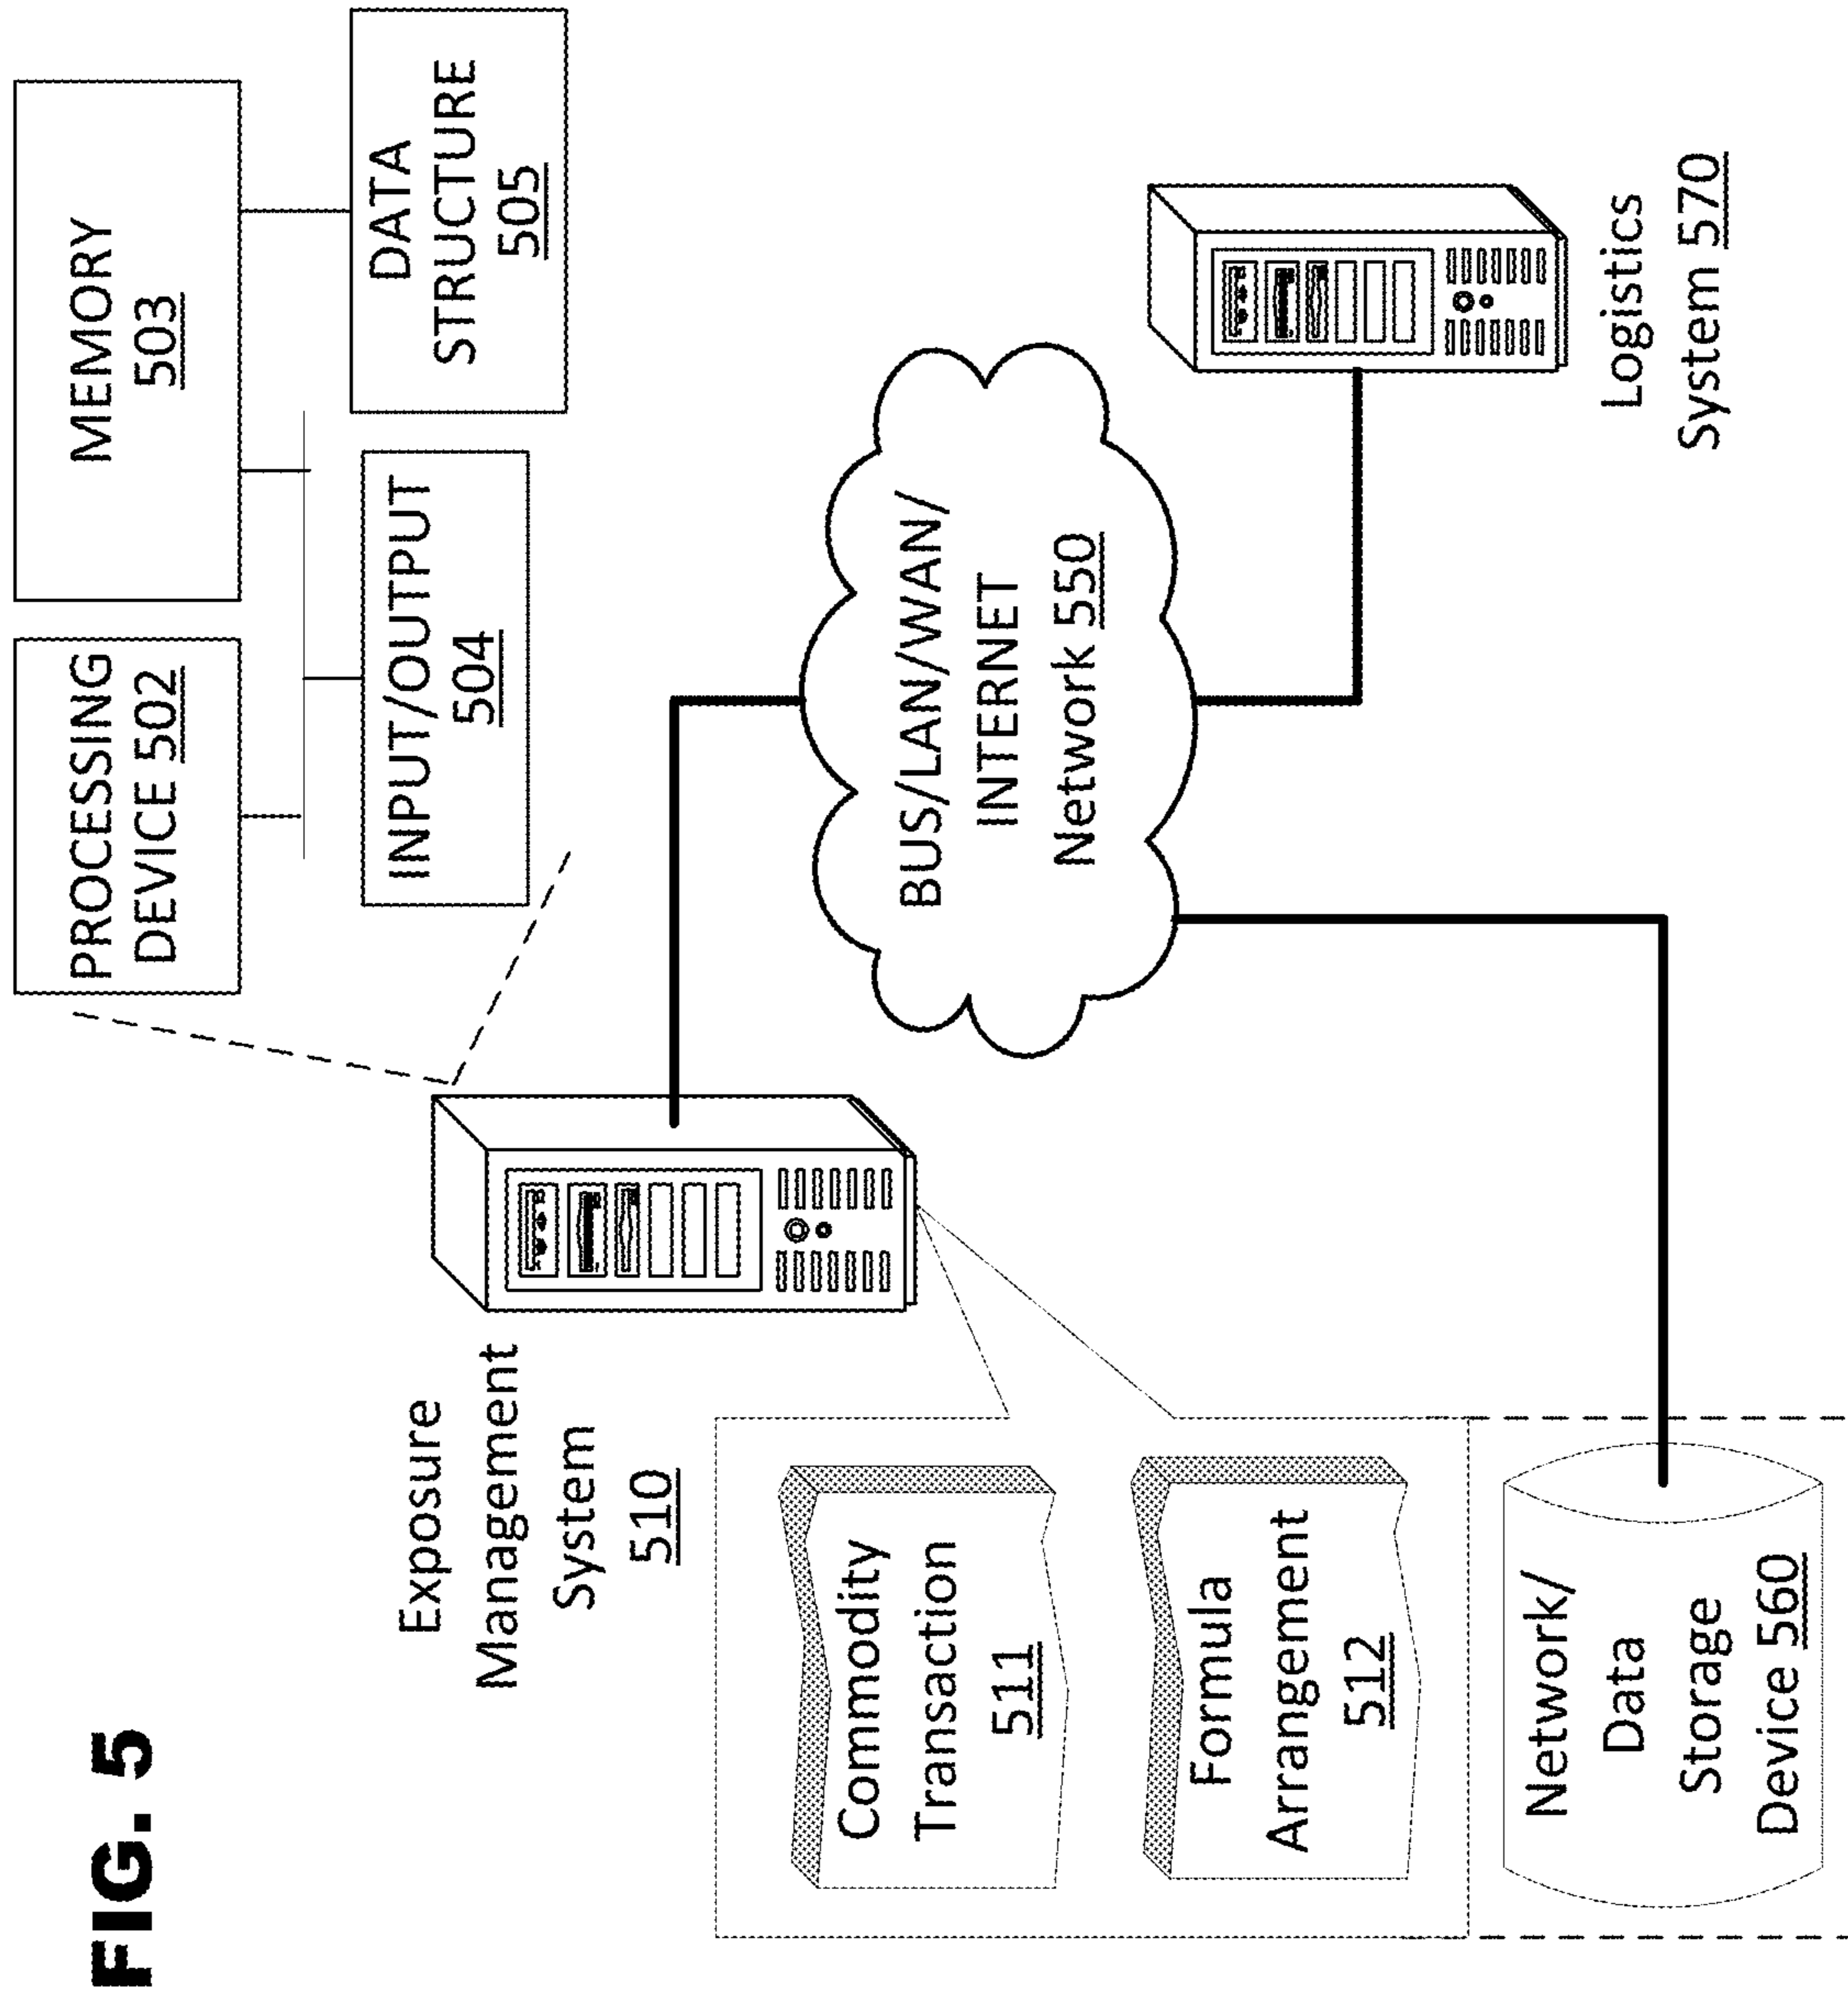 FIG. 5
PROCESSING
DEVICE 502
MEMORY
503
INPUT/OUTPUT
504
DATA
STRUCTURE
505
Exposure
Management
System
510
Commodity
Transaction
511
Formula
Arrangement
512
BUS/LAN/WAN/
INTERNET
Network 550
Network/
Data
Storage
Device 560
Logistics
System 570